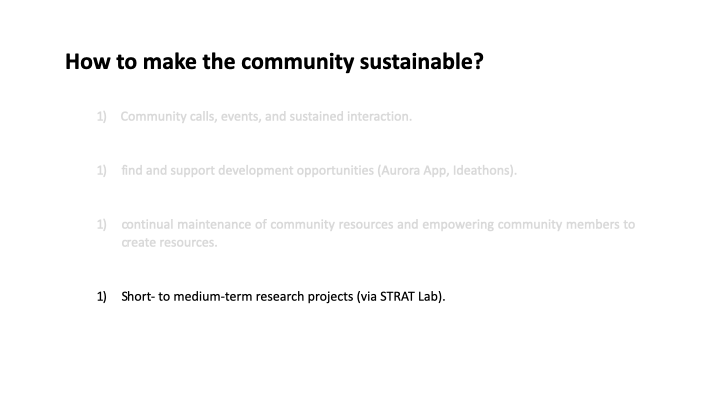 How to make the community sustainable?
1) Community calls, events, and sustained interaction.
1) find and support development opportunities (Aurora App, Ideathons).
1) continual maintenance of community resources and empowering community members to
create resources.
1) Short- to medium-term research projects (via STRAT Lab).